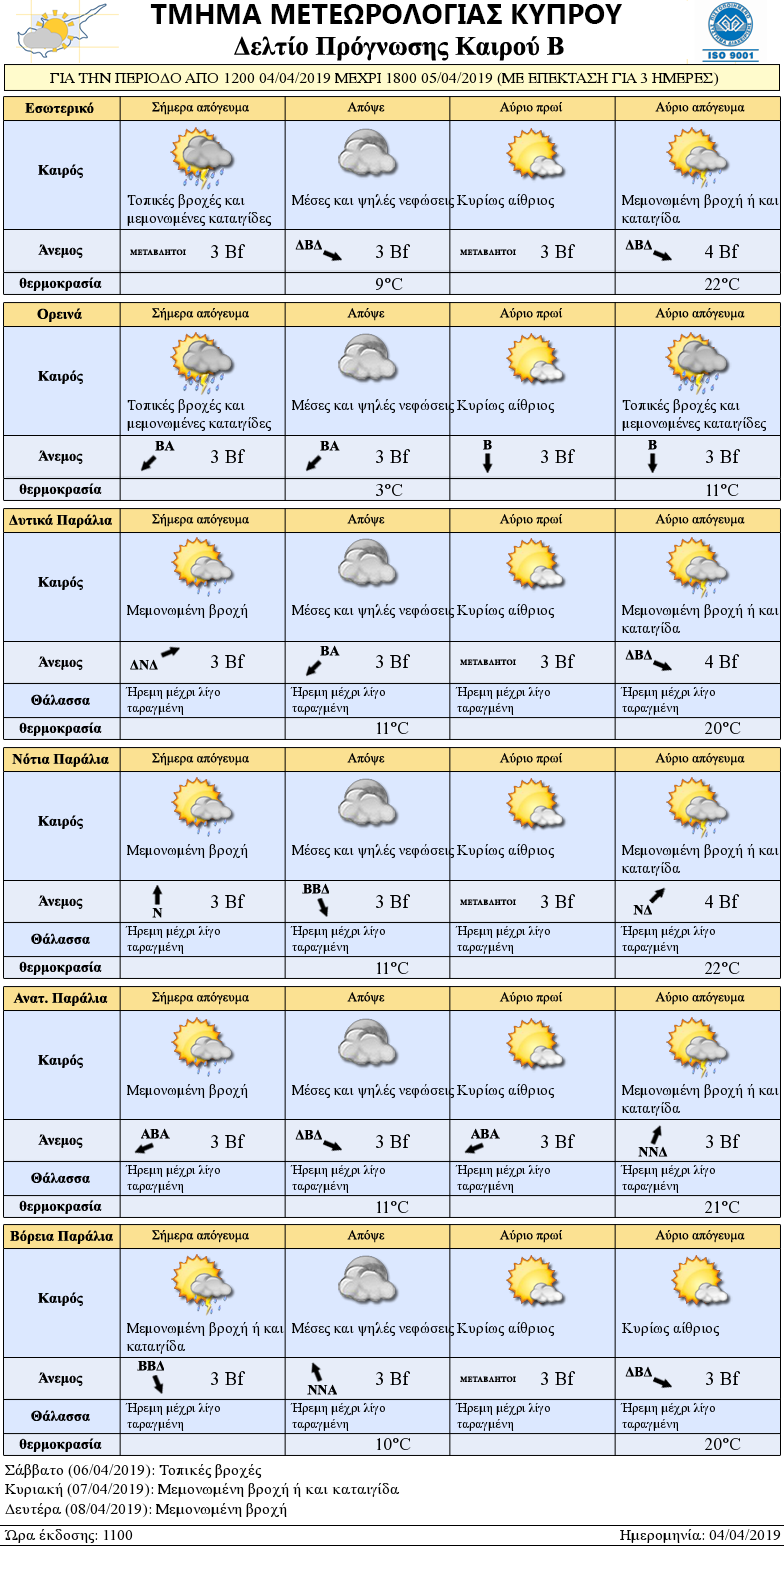 ΤΜΗΜΑ ΜΕΤΕΩΡΟΛΟΓΙΑΣ ΚΥΠΡΟΥ
Δελτίο Πρόγνωσης Καιρού Β
ISO 9001
ΓΙΑ ΤΗΝ ΠΕΡΙΟΔΟ ΑΠΟ 1200 04/04/2019 ΜΕΧΡΙ 1800 05/04/2019 (ΜΕ ΕΠΕΚΤΑΣΗ ΓΙΑ 3 ΗΜΕΡΕΣ)
Εσωτερικό Σήμερα απόγευμα Απόψε Αύριο πρωί Αύριο απόγευμα
Καιρός
Τοπικές βροχές και Μέσες και ψηλές νεφώσεις Κυρίως αίθριος Μεμονωμένη βροχή ή και
μεμονωμένες καταιγίδες καταιγίδα
Άνεμος ΜΕΤΑΒΛΗΤΟΙ 3 Bf ΔΒΔ 3 Bf ΜΕΤΑΒΛΗΤΟΙ 3 Bf ΔΒΔ 4 Bf
θερμοκρασία 9°C 22°C
Ορεινά Σήμερα απόγευμα Απόψε Αύριο πρωί Αύριο απόγευμα
Καιρός
Τοπικές βροχές και Μέσες και ψηλές νεφώσεις Κυρίως αίθριος Τοπικές βροχές και
μεμονωμένες καταιγίδες μεμονωμένες καταιγίδες
Άνεμος ΒΑ 3 Bf ΒΑ 3 Bf Β 3 Bf Β 3 Bf
θερμοκρασία 3°C 11°C
Δυτικά Παράλια Σήμερα απόγευμα Απόψε Αύριο πρωί Αύριο απόγευμα
Καιρός
Μεμονωμένη βροχή Μέσες και ψηλές νεφώσεις Κυρίως αίθριος Μεμονωμένη βροχή ή και
καταιγίδα
Άνεμος ΔΝΔ 3 Bf ΒΑ 3 Bf ΜΕΤΑΒΛΗΤΟΙ 3 Bf ΔΒΔ 4 Bf
Θάλασσα Ήρεμη μέχρι λίγο Ήρεμη μέχρι λίγο Ήρεμη μέχρι λίγο Ήρεμη μέχρι λίγο
ταραγμένη ταραγμένη ταραγμένη ταραγμένη
θερμοκρασία 11°C 20°C
Νότια Παράλια Σήμερα απόγευμα Απόψε Αύριο πρωί Αύριο απόγευμα
Καιρός
Μεμονωμένη βροχή Μέσες και ψηλές νεφώσεις Κυρίως αίθριος Μεμονωμένη βροχή ή και
καταιγίδα
Άνεμος Ν 3 Bf ΒΒΔ 3 Bf ΜΕΤΑΒΛΗΤΟΙ 3 Bf ΝΔ 4 Bf
Θάλασσα Ήρεμη μέχρι λίγο Ήρεμη μέχρι λίγο Ήρεμη μέχρι λίγο Ήρεμη μέχρι λίγο
ταραγμένη ταραγμένη ταραγμένη ταραγμένη
θερμοκρασία 11°C 22°C
Ανατ. Παράλια Σήμερα απόγευμα Απόψε Αύριο πρωί Αύριο απόγευμα
Καιρός
Μεμονωμένη βροχή Μέσες και ψηλές νεφώσεις Κυρίως αίθριος Μεμονωμένη βροχή ή και
καταιγίδα
Άνεμος ΑΒΑ 3 Bf ΔΒΔ 3 Bf ΑΒΑ 3 Bf ΝΝΔ 3 Bf
Θάλασσα Ήρεμη μέχρι λίγο Ήρεμη μέχρι λίγο Ήρεμη μέχρι λίγο Ήρεμη μέχρι λίγο
ταραγμένη ταραγμένη ταραγμένη ταραγμένη
θερμοκρασία 11°C 21°C
Βόρεια Παράλια Σήμερα απόγευμα Απόψε Αύριο πρωί Αύριο απόγευμα
Καιρός
Μεμονωμένη βροχή ή και Μέσες και ψηλές νεφώσεις Κυρίως αίθριος Κυρίως αίθριος
καταιγίδα
Άνεμος ΒΒΔ 3 Bf ΝΝΑ 3 Bf ΜΕΤΑΒΛΗΤΟΙ 3 Bf ΔΒΔ 3 Bf
Θάλασσα Ήρεμη μέχρι λίγο Ήρεμη μέχρι λίγο Ήρεμη μέχρι λίγο Ήρεμη μέχρι λίγο
ταραγμένη ταραγμένη ταραγμένη ταραγμένη
θερμοκρασία 10°C 20°C
Σάββατο (06/04/2019): Τοπικές βροχές
Κυριακή (07/04/2019): Μεμονωμένη βροχή ή και καταιγίδα
Δευτέρα (08/04/2019): Μεμονωμένη βροχή
Ώρα έκδοσης: 1100 Ημερομηνία: 04/04/2019